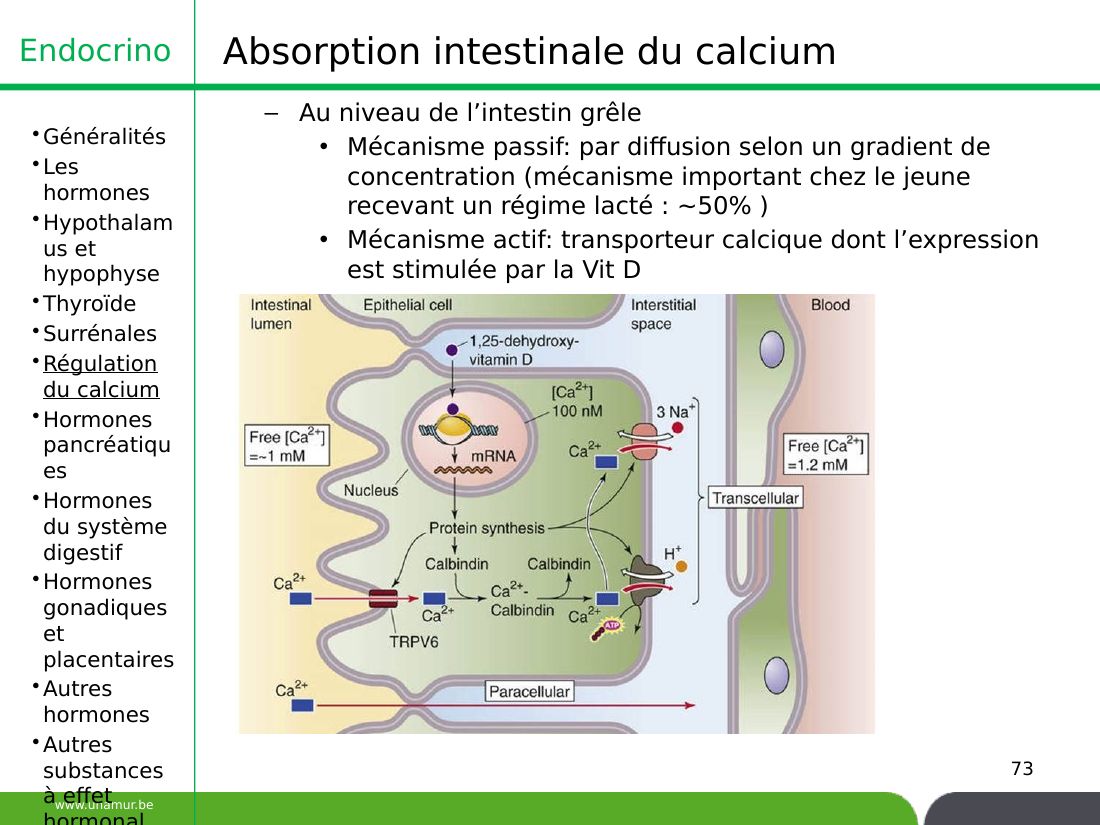 Endocrino
Absorption intestinale du calcium
•Généralités
•Les
hormones
•Hypothalam
us et
hypophyse
•Thyroïde
•Surrénales
•Régulation
du calcium
•Hormones
pancréatiqu
es
•Hormones
du système
digestif
•Hormones
gonadiques
et
placentaires
•Autres
hormones
•Autres
substances
à effet
hormonal
– Au niveau de l’intestin grêle
• Mécanisme passif: par diffusion selon un gradient de
concentration (mécanisme important chez le jeune
recevant un régime lacté : ~50% )
• Mécanisme actif: transporteur calcique dont l’expression
est stimulée par la Vit D
Intestinal
lumen
Epithelial cell
Interstitial
space
Blood
1,25-dehydroxy-
vitamin D
[Ca2+]
100 nM
3 Na+
Free [Ca2+]
=~1 mM
Ca2+
Free [Ca2+]
=1.2 mM
mRNA
Nucleus
Transcellular
Protein synthesis
H+
Calbindin
Calbindin
Ca2+
Ca2+
Ca2+-
Calbindin
Ca2+
ATP
TRPV6
Ca2+
Paracellular
73
www.unamur.be